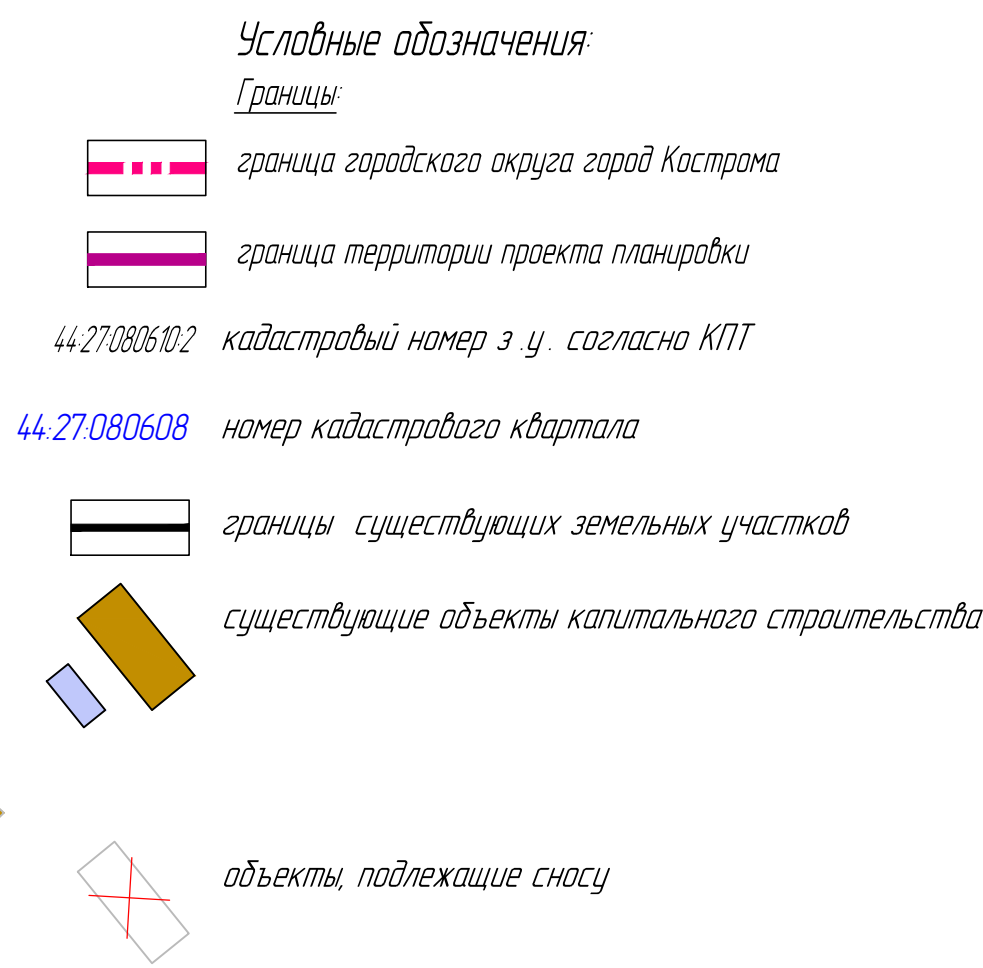 Условные обозначения:
Границы:
граница городского округа город Кострома
граница территории проекта планировки
44:27:080610:2 кадастровый номер з .у. согласно КПТ
44:27:080608 номер кадастрового квартала
границы существующих земельных участков
существующие объекты капитального строительства
объекты, подлежащие сносу